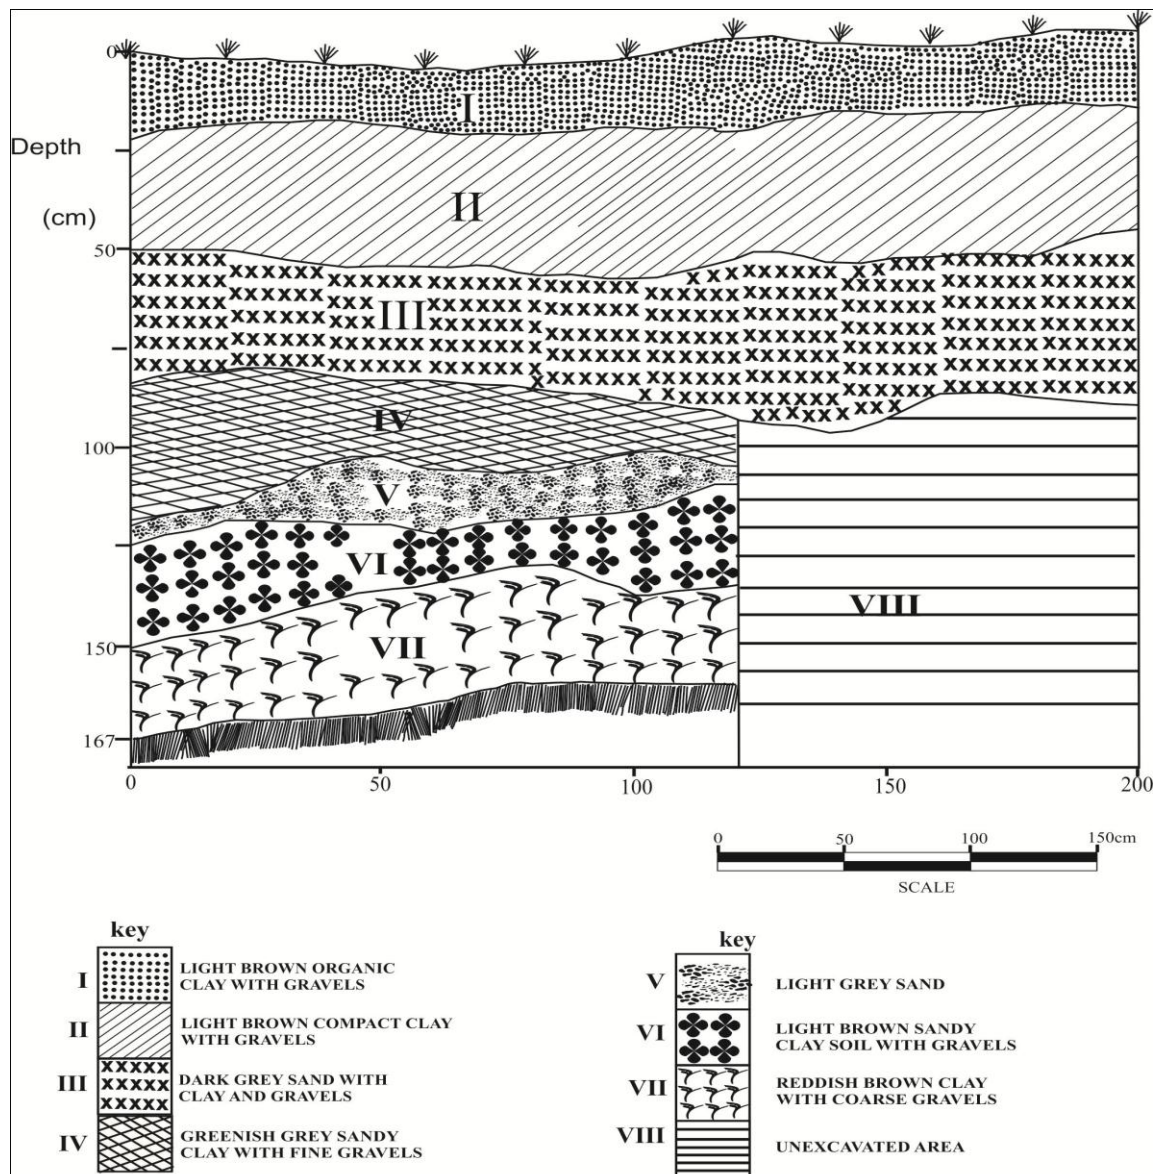 0
I
Depth
(cm)
II
50
III
IV
100
V
VI
VIII
150
VII
167
0 50 100 150 200
0 50 100 150cm
SCALE
key
I LIGHT BROWN ORGANIC
CLAY WITH GRAVELS
II LIGHT BROWN COMPACT CLAY
WITH GRAVELS
III DARK GREY SAND WITH
CLAY AND GRAVELS
IV GREENISH GREY SANDY
CLAY WITH FINE GRAVELS
key
V LIGHT GREY SAND
VI LIGHT BROWN SANDY
CLAY SOIL WITH GRAVELS
VII REDDISH BROWN CLAY
WITH COARSE GRAVELS
VIII UNEXCAVATED AREA